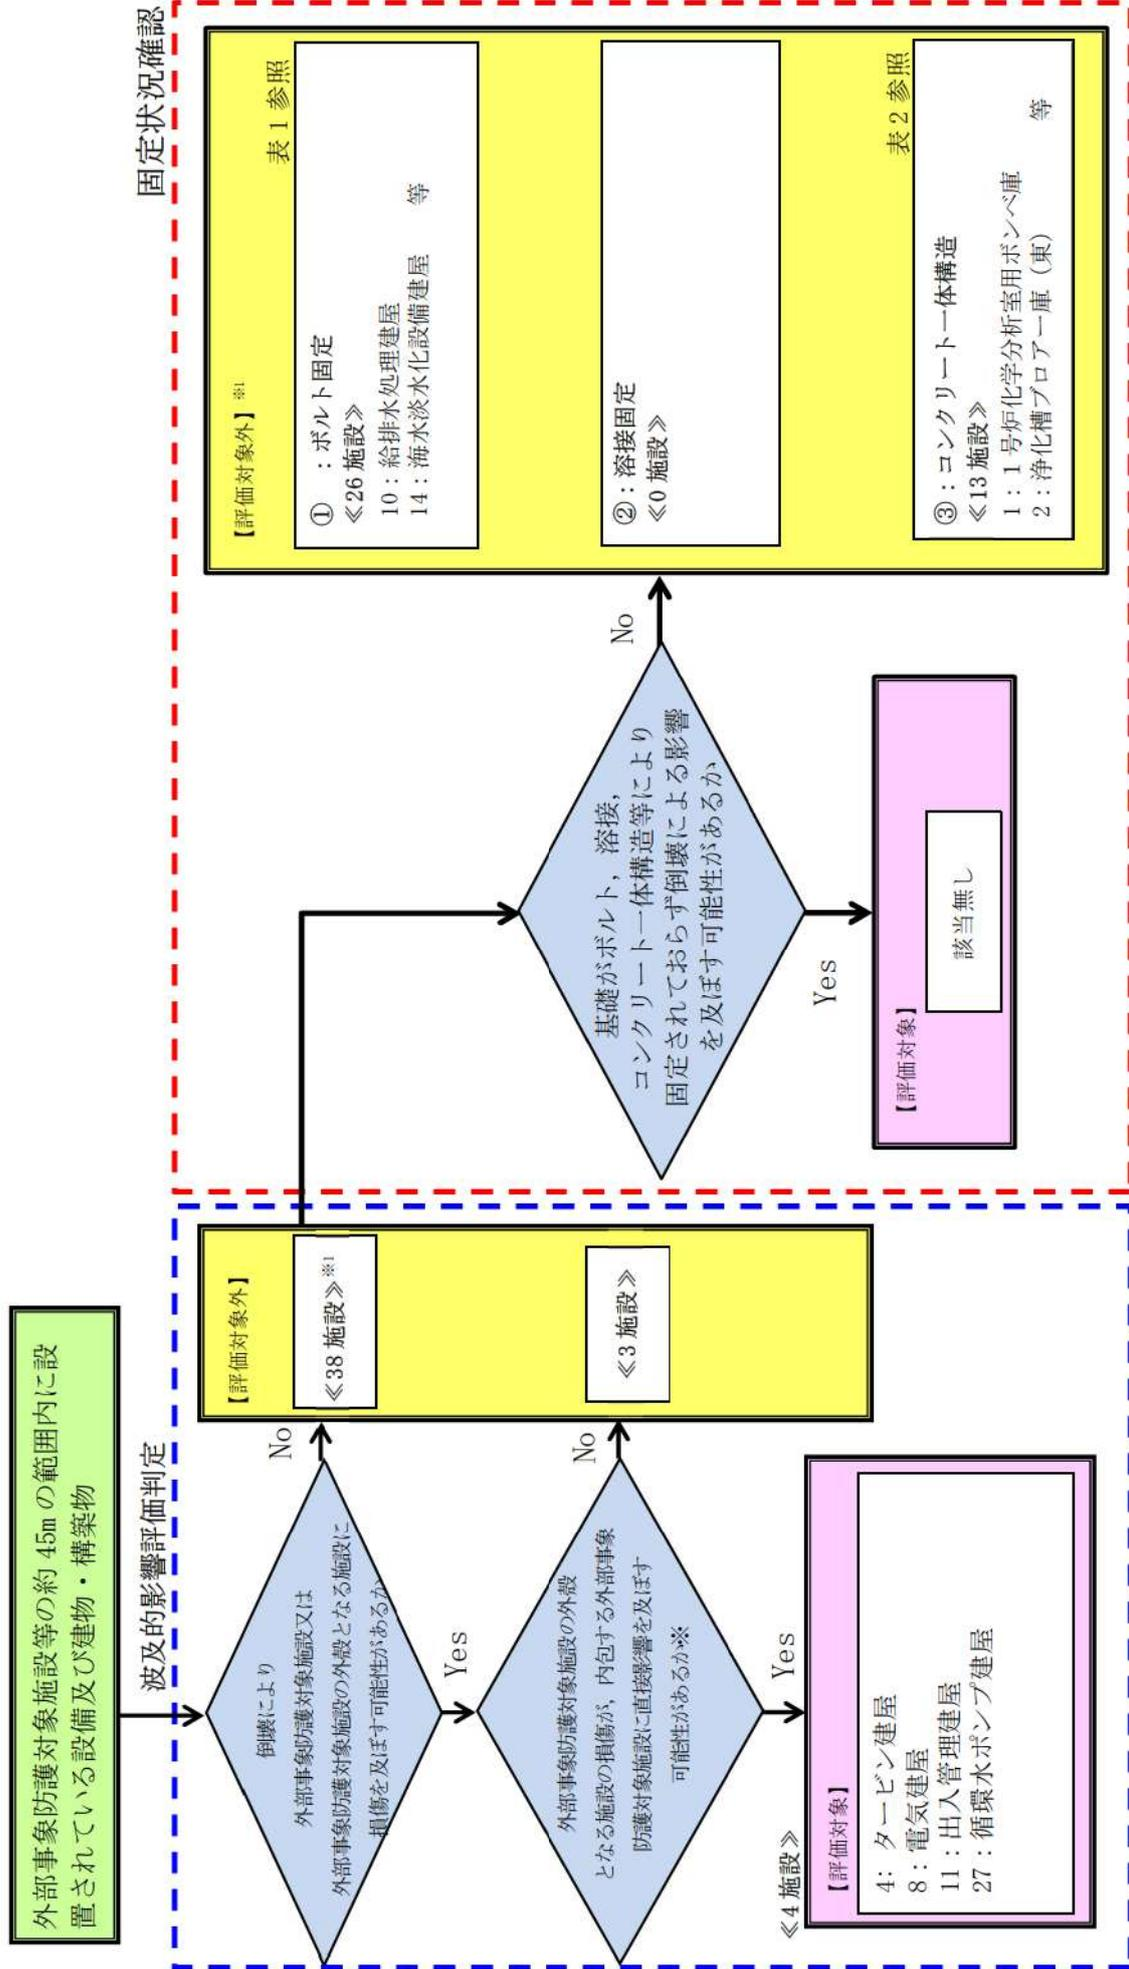 外部事象防護対象施設等の約 45m の範囲内に設
置されている設備及び建物・構築物
波及的影響評価判定
倒壊により
外部事象防護対象施設又は
外部事象防護対象施設の外殻となる施設に
損傷を及ぼす可能性があるか
No
Yes
外部事象防護対象施設の外殻
となる施設の損傷が，内包する外部事象
防護対象施設に直接影響を及ぼす
可能性があるか※
No
Yes
≪4 施設≫
【評価対象】
4：タービン建屋
8：電気建屋
11：出入管理建屋
27：循環水ポンプ建屋
【評価対象外】
≪38 施設≫※1
≪3 施設≫
固定状況確認
基礎がボルト，溶接，
コンクリート一体構造等により
固定されておらず倒壊による影響
を及ぼす可能性があるか
No
Yes
【評価対象】
該当無し
【評価対象外】※1
表 1 参照
①：ボルト固定
≪26 施設≫
10：給排水処理建屋
14：海水淡水化設備建屋 等
②：溶接固定
≪0 施設≫
表 2 参照
③：コンクリート一体構造
≪13 施設≫
1：1 号炉化学分析室用ボンベ庫
2：浄化槽ブロアー庫（東） 等